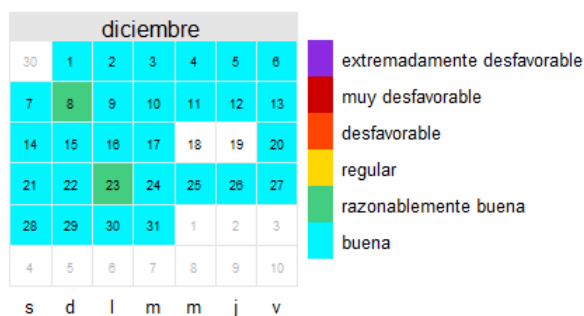 diciembre
30 1 2 3 4 5 6
7 8 9 10 11 12 13
14 15 16 17 18 19 20
21 22 23 24 25 26 27
28 29 30 31 1 2 3
4 5 6 7 8 9 10
s d l m m j v
extremadamente desfavorable
muy desfavorable
desfavorable
regular
razonablemente buena
buena